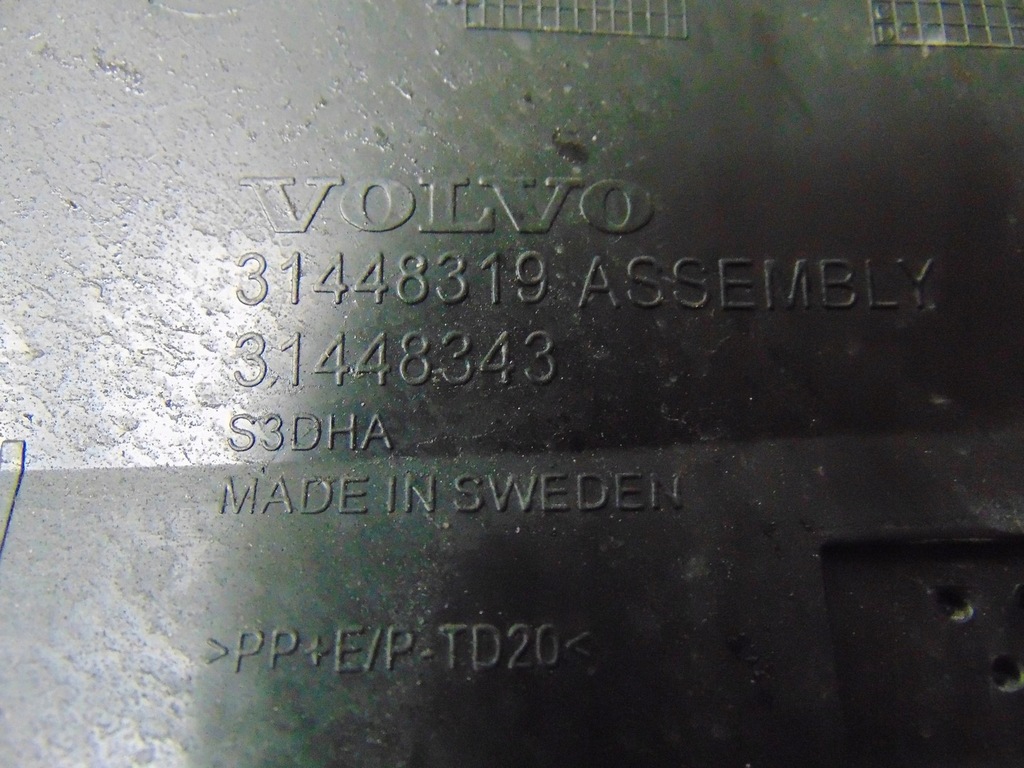 VOLVO
31448319 ASSEMBLY
31448343
S3DHA
MADE IN SWEDEN
>PP+E/P-TD20<